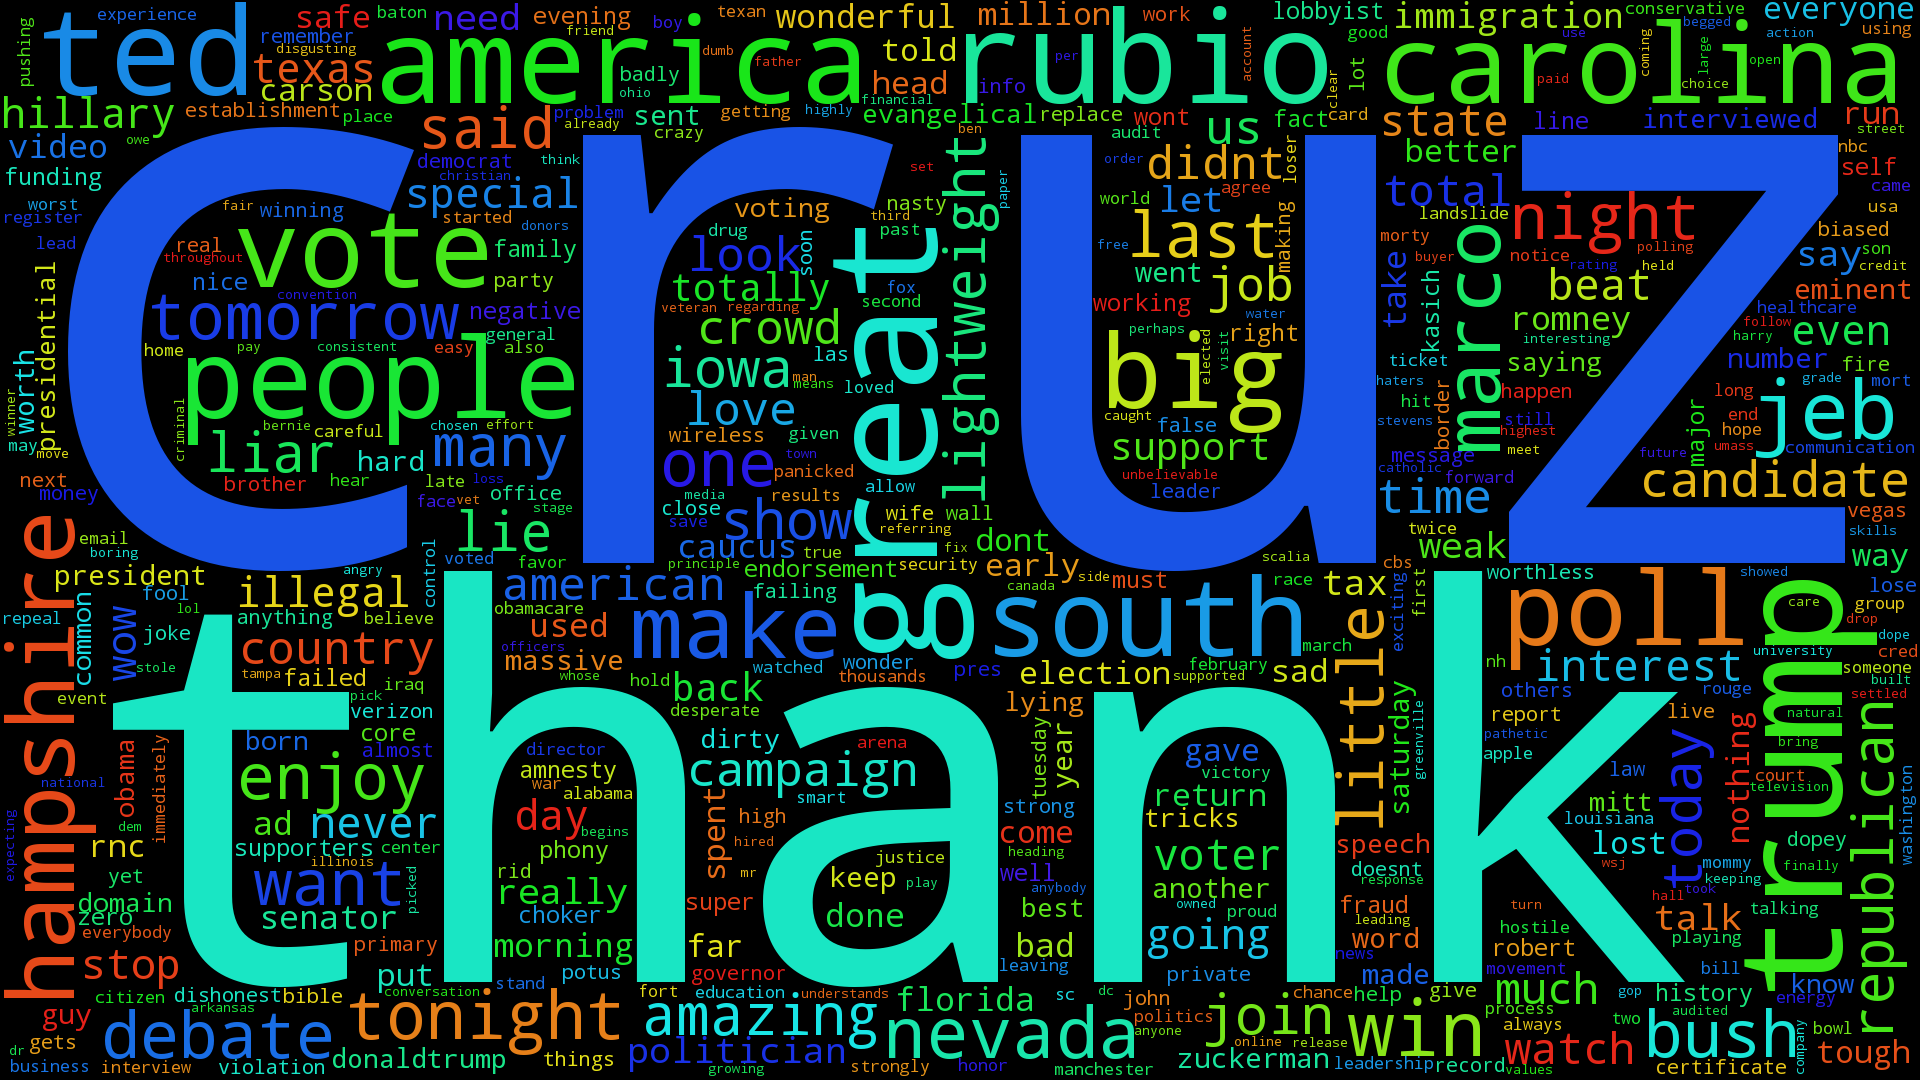 cruz
thank
great
people
america
rubio
carolina
ted
vote
big
south
make
poll
trump
hampshire
marco
jeb
bush
nevada
tonight
debate
win
tomorrow
night
last
said
many
one
iowa
liar
lie
show
lightweight
candidate
interest
republican
little
today
amazing
join
enjoy
want
country
illegal
american
campaign
day
never
senator
really
morning
politician
florida
watch
much
voter
going
support
job
didnt
us
special
hillary
texas
carson
need
safe
evening
wonderful
told
head
million
lobbyist
immigration
everyone
experience
remember
disgusting
baton
boy
friend
texan
dumb
father
badly
ohio
work
info
good
lot
conservative
begged
action
using
use
paid
choice
large
coming
open
account
clear
per
pushing
establishment
place
problem
already
sent
crazy
getting
highly
financial
evangelical
replace
wont
fact
card
audit
state
line
interviewed
run
street
nbc
self
came
usa
video
funding
owe
worst
register
lead
democrat
christian
think
started
fair
winning
donors
family
party
real
throughout
nice
convention
negative
general
home
pay
consistent
easy
also
criminal
bernie
careful
chosen
effort
hard
brother
hear
late
money
face
vet
loss
office
stage
presidential
worth
winner
may
move
next
voting
nasty
third
past
drug
look
soon
totally
fox
second
veteran
regarding
crowd
las
man
means
loved
love
wireless
given
town
panicked
media
results
allow
close
save
wife
referring
caucus
true
principle
endorsement
security
wall
dont
fix
early
side
ben
set
paper
order
world
let
agree
loser
making
free
went
working
water
perhaps
right
elected
visit
caught
false
unbelievable
leader
better
total
landslide
morty
buyer
take
kasich
ticket
haters
hit
stevens
border
message
catholic
forward
time
twice
cbs
weak
scalia
notice
polling
rating
held
biased
say
son
credit
beat
eminent
romney
healthcare
follow
harry
interesting
even
saying
number
fire
happen
long
grade
mort
still
highest
end
hope
umass
meet
major
future
communication
vegas
skills
way
email
boring
president
fool
lol
repeal
common
wow
joke
stole
event
angry
control
anything
believe
voted
favor
obamacare
used
officers
massive
whose
failing
watched
wonder
thousands
hold
back
desperate
tampa
failed
iraq
pick
verizon
core
almost
born
ad
supporters
center
illinois
picked
obama
immediately
national
expecting
dem
rnc
yet
domain
zero
everybody
stop
primary
put
citizen
arkansas
dishonest
bible
conversation
stand
guy
gets
dr
business
interview
violation
donaldtrump
things
director
war
amnesty
alabama
begins
phony
rid
choker
potus
dirty
arena
smart
spent
high
hired
mr
super
far
governor
fort
education
understands
growing
strongly
honor
justice
keep
play
done
canada
must
race
tax
first
exciting
march
february
supported
election
sad
pres
lying
year
tuesday
strong
come
heading
well
anybody
best
bad
leaving
sc
dc
john
politics
anyone
manchester
gave
victory
return
tricks
another
owned
proud
private
zuckerman
online
release
chance
help
leadership
record
saturday
greenville
speech
doesnt
response
fraud
leading
word
news
made
give
process
values
worthless
showed
lose
care
group
drop
dope
cred
university
someone
built
settled
nh
others
rouge
report
live
pathetic
apple
law
nothing
natural
bring
court
television
mitt
louisiana
lost
wsj
mommy
keeping
dopey
finally
washington
hall
took
turn
hostile
talk
talking
robert
playing
movement
bill
gop
history
know
energy
audited
always
two
certificate
company
bowl
tough